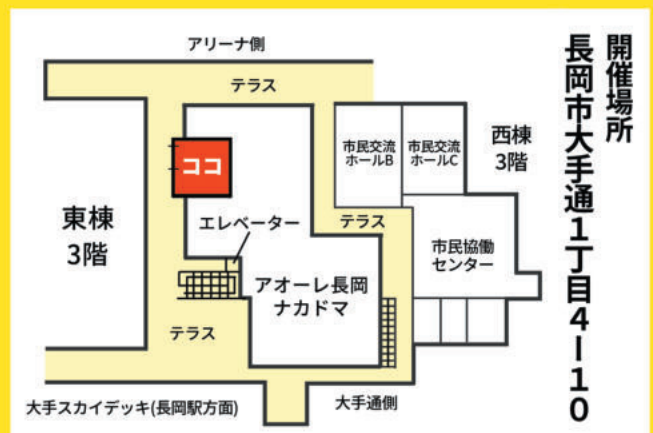 開催場所
長岡市大手通1丁目4ー10
アリーナ側
テラス
ココ
東棟
3階
エレベーター
アオーレ長岡
ナカドマ
市民交流
ホールB
市民交流
ホールC
西棟
3階
テラス
市民協働
センター
テラス
大手スカイデッキ(長岡駅方面)
大手通側